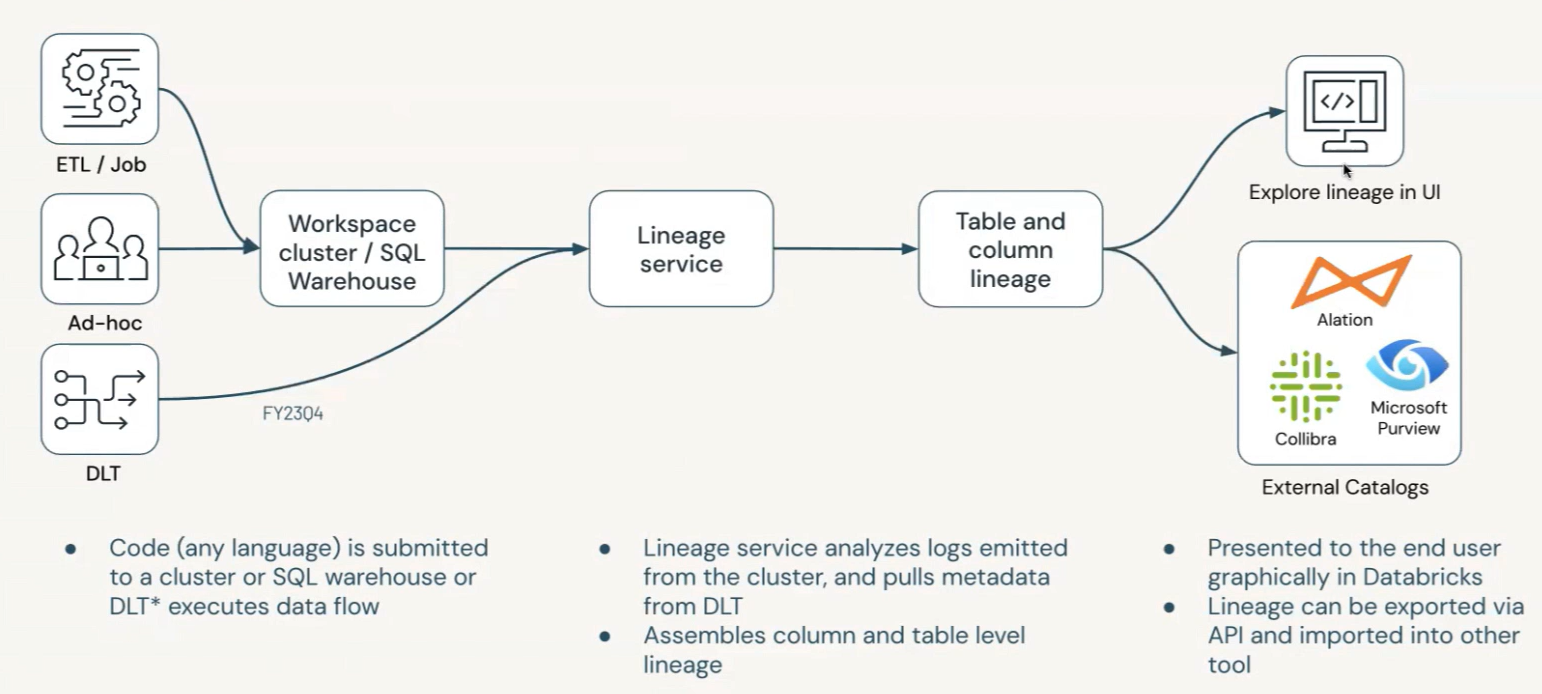 ETL / Job
Ad-hoc
DLT
FY23Q4
Workspace
cluster / SQL
Warehouse
Lineage
service
Table and
column
lineage
</>
Explore lineage in UI
Alation
Collibra
Microsoft
Purview
External Catalogs
● Code (any language) is submitted
to a cluster or SQL warehouse or
DLT* executes data flow
● Lineage service analyzes logs emitted
from the cluster, and pulls metadata
from DLT
● Assembles column and table level
lineage
● Presented to the end user
graphically in Databricks
● Lineage can be exported via
API and imported into other
tool